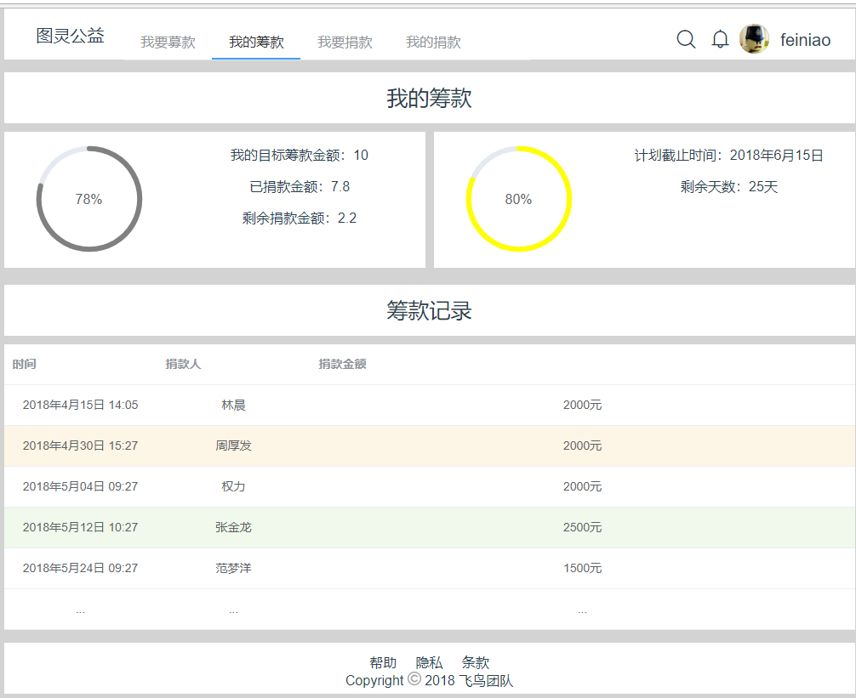 图灵公益 我要募款 我的筹款 我要捐款 我的捐款 feiniao
我的筹款
78%
我的目标筹款金额：10
已捐款金额：7.8
剩余捐款金额：2.2
80%
计划截止时间：2018年6月15日
剩余天数：25天
筹款记录
时间 捐款人 捐款金额
2018年4月15日 14:05 林晨 2000元
2018年4月30日 15:27 周厚发 2000元
2018年5月04日 09:27 权力 2000元
2018年5月12日 10:27 张金龙 2500元
2018年5月24日 09:27 范梦洋 1500元
... ... ...
帮助 隐私 条款
Copyright © 2018 飞鸟团队